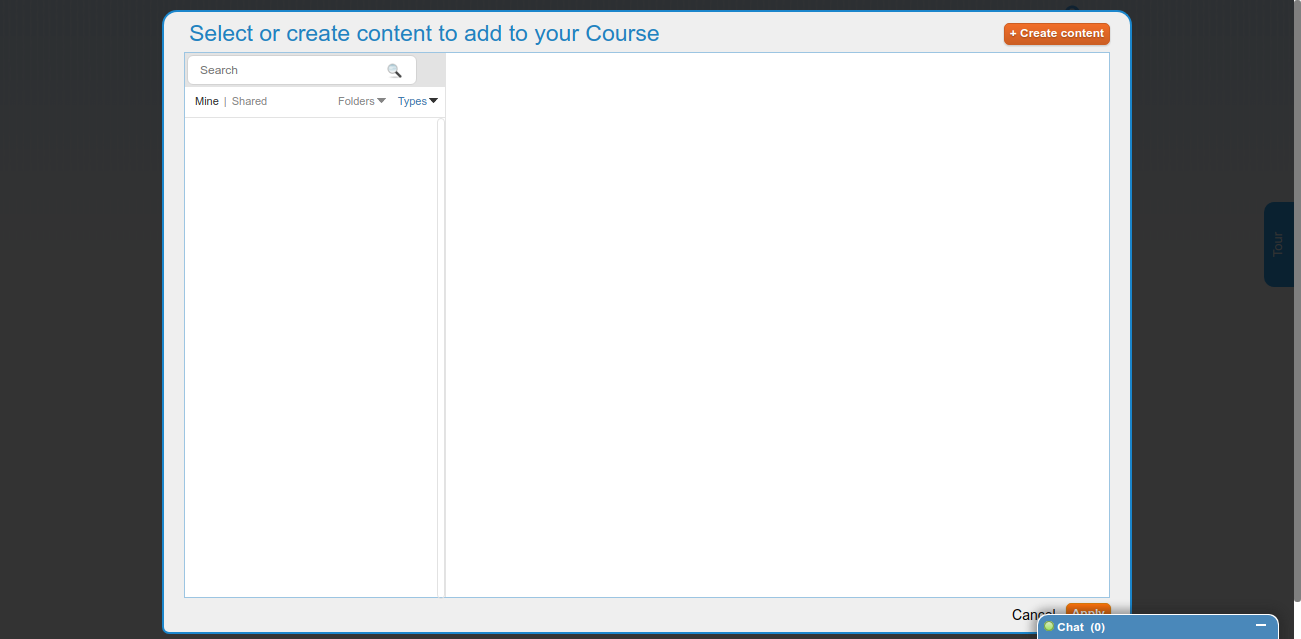 Select or create content to add to your Course
+ Create content
Search
Mine | Shared
Folders
Types
Tour
Cancel
Apply
Chat (0)